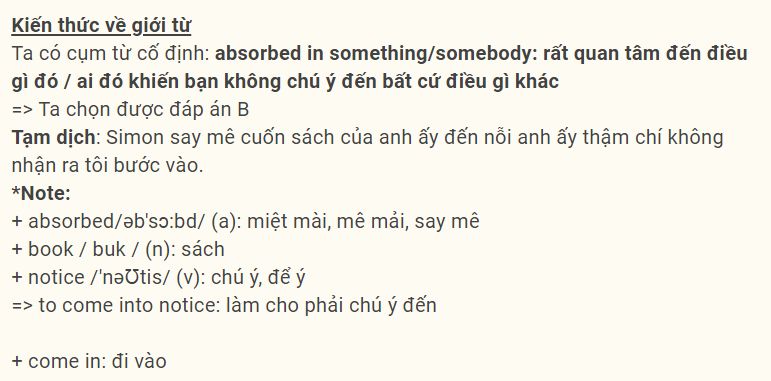 Kiến thức về giới từ
Ta có cụm từ cố định: absorbed in something/somebody: rất quan tâm đến điều
gì đó / ai đó khiến bạn không chú ý đến bất cứ điều gì khác
=> Ta chọn được đáp án B
Tạm dịch: Simon say mê cuốn sách của anh ấy đến nỗi anh ấy thậm chí không
nhận ra tôi bước vào.
*Note:
+ absorbed/əb'sɔ:bd/ (a): miệt mài, mê mải, say mê
+ book / buk / (n): sách
+ notice /'nəƱtis/ (v): chú ý, để ý
=> to come into notice: làm cho phải chú ý đến
+ come in: đi vào